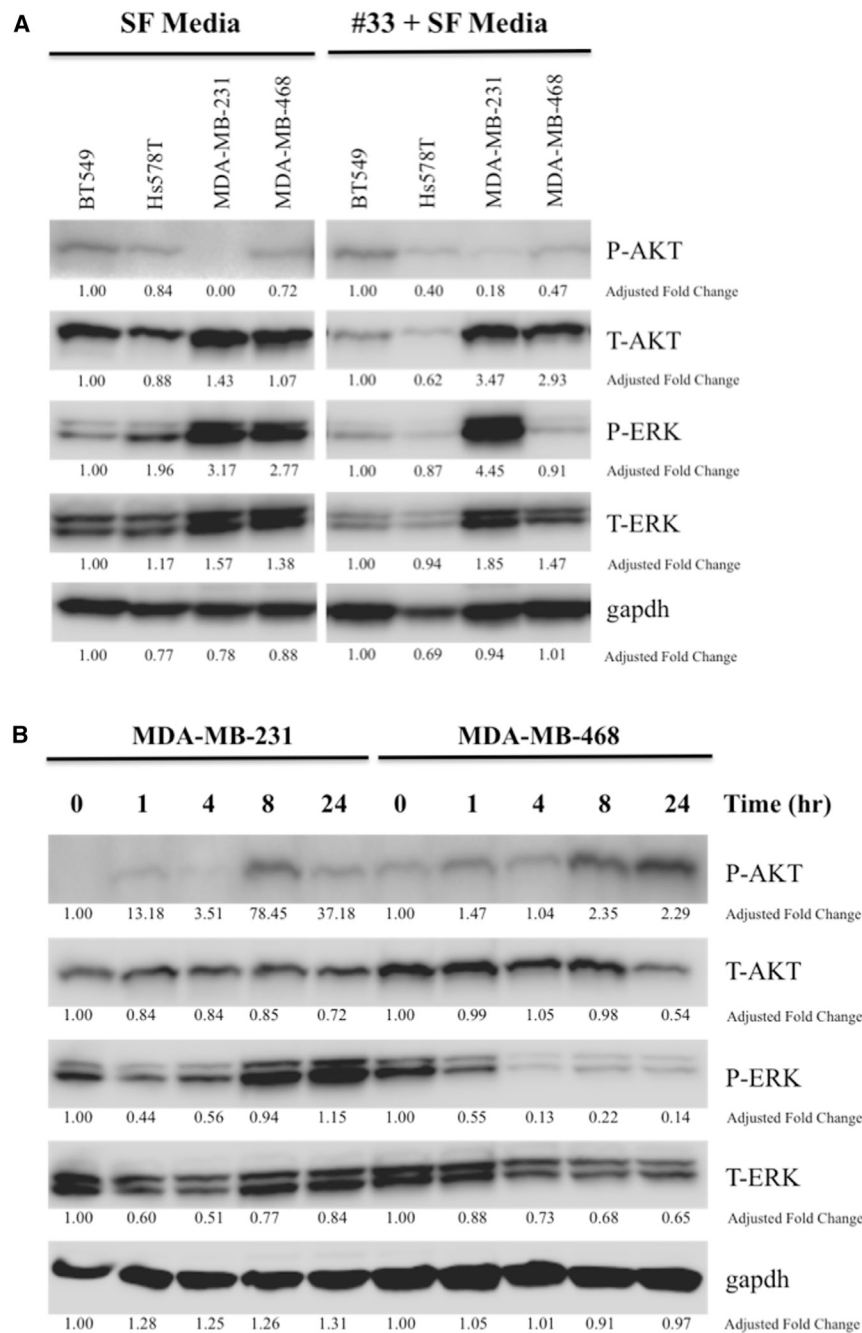 A
SF Media #33 + SF Media
BT549 Hs578T MDA-MB-231 MDA-MB-468 BT549 Hs578T MDA-MB-231 MDA-MB-468
P-AKT
1.00 0.84 0.00 0.72 1.00 0.40 0.18 0.47 Adjusted Fold Change
T-AKT
1.00 0.88 1.43 1.07 1.00 0.62 3.47 2.93 Adjusted Fold Change
P-ERK
1.00 1.96 3.17 2.77 1.00 0.87 4.45 0.91 Adjusted Fold Change
T-ERK
1.00 1.17 1.57 1.38 1.00 0.94 1.85 1.47 Adjusted Fold Change
gapdh
1.00 0.77 0.78 0.88 1.00 0.69 0.94 1.01 Adjusted Fold Change
B
MDA-MB-231 MDA-MB-468
0 1 4 8 24 0 1 4 8 24 Time (hr)
P-AKT
1.00 13.18 3.51 78.45 37.18 1.00 1.47 1.04 2.35 2.29 Adjusted Fold Change
T-AKT
1.00 0.84 0.84 0.85 0.72 1.00 0.99 1.05 0.98 0.54 Adjusted Fold Change
P-ERK
1.00 0.44 0.56 0.94 1.15 1.00 0.55 0.13 0.22 0.14 Adjusted Fold Change
T-ERK
1.00 0.60 0.51 0.77 0.84 1.00 0.88 0.73 0.68 0.65 Adjusted Fold Change
gapdh
1.00 1.28 1.25 1.26 1.31 1.00 1.05 1.01 0.91 0.97 Adjusted Fold Change